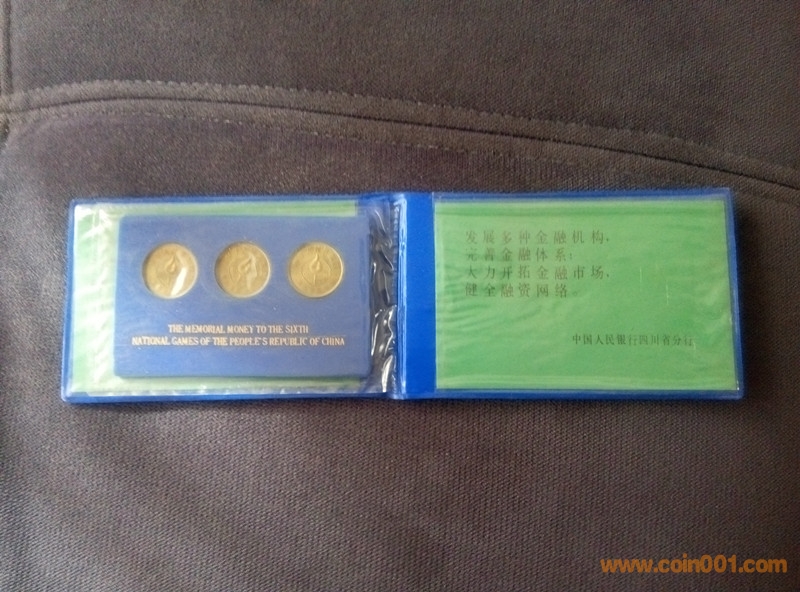 THE MEMORIAL MONEY TO THE SIXTH
NATIONAL GAMES OF THE PEOPLE'S REPUBLIC OF CHINA
发展多种金融机构，
完善金融体系；
大力开拓金融市场，
健全融资网络。
中国人民银行四川省分行
www.coin001.com